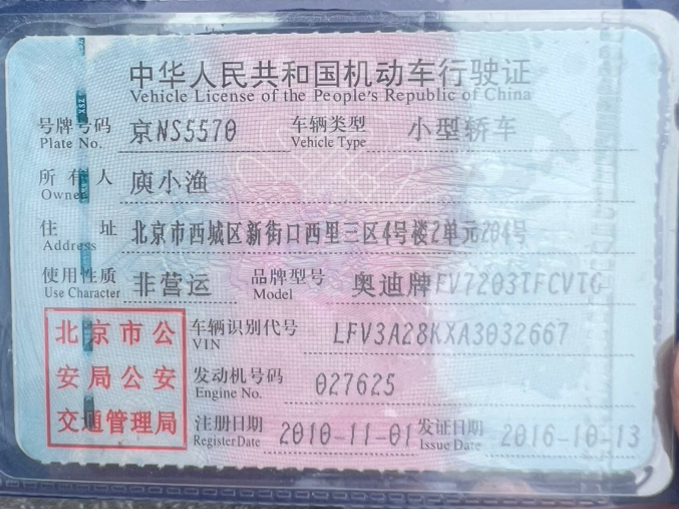 中华人民共和国机动车行驶证
Vehicle License of the People's Republic of China
号牌号码 京NS5570 车辆类型 小型轿车
Plate No. Vehicle Type
所有人 庾小渔
Owner
住址 北京市西城区新街口西里三区4号楼2单元204号
Address
使用性质 非营运 品牌型号 奥迪牌FV7203TFCVTG
Use Character Model
北京市公
安局公安
交通管理局
车辆识别代号 LFV3A28KXA3032667
VIN
发动机号码 027625
Engine No.
注册日期 2010-11-01 发证日期 2016-10-13
Register Date Issue Date